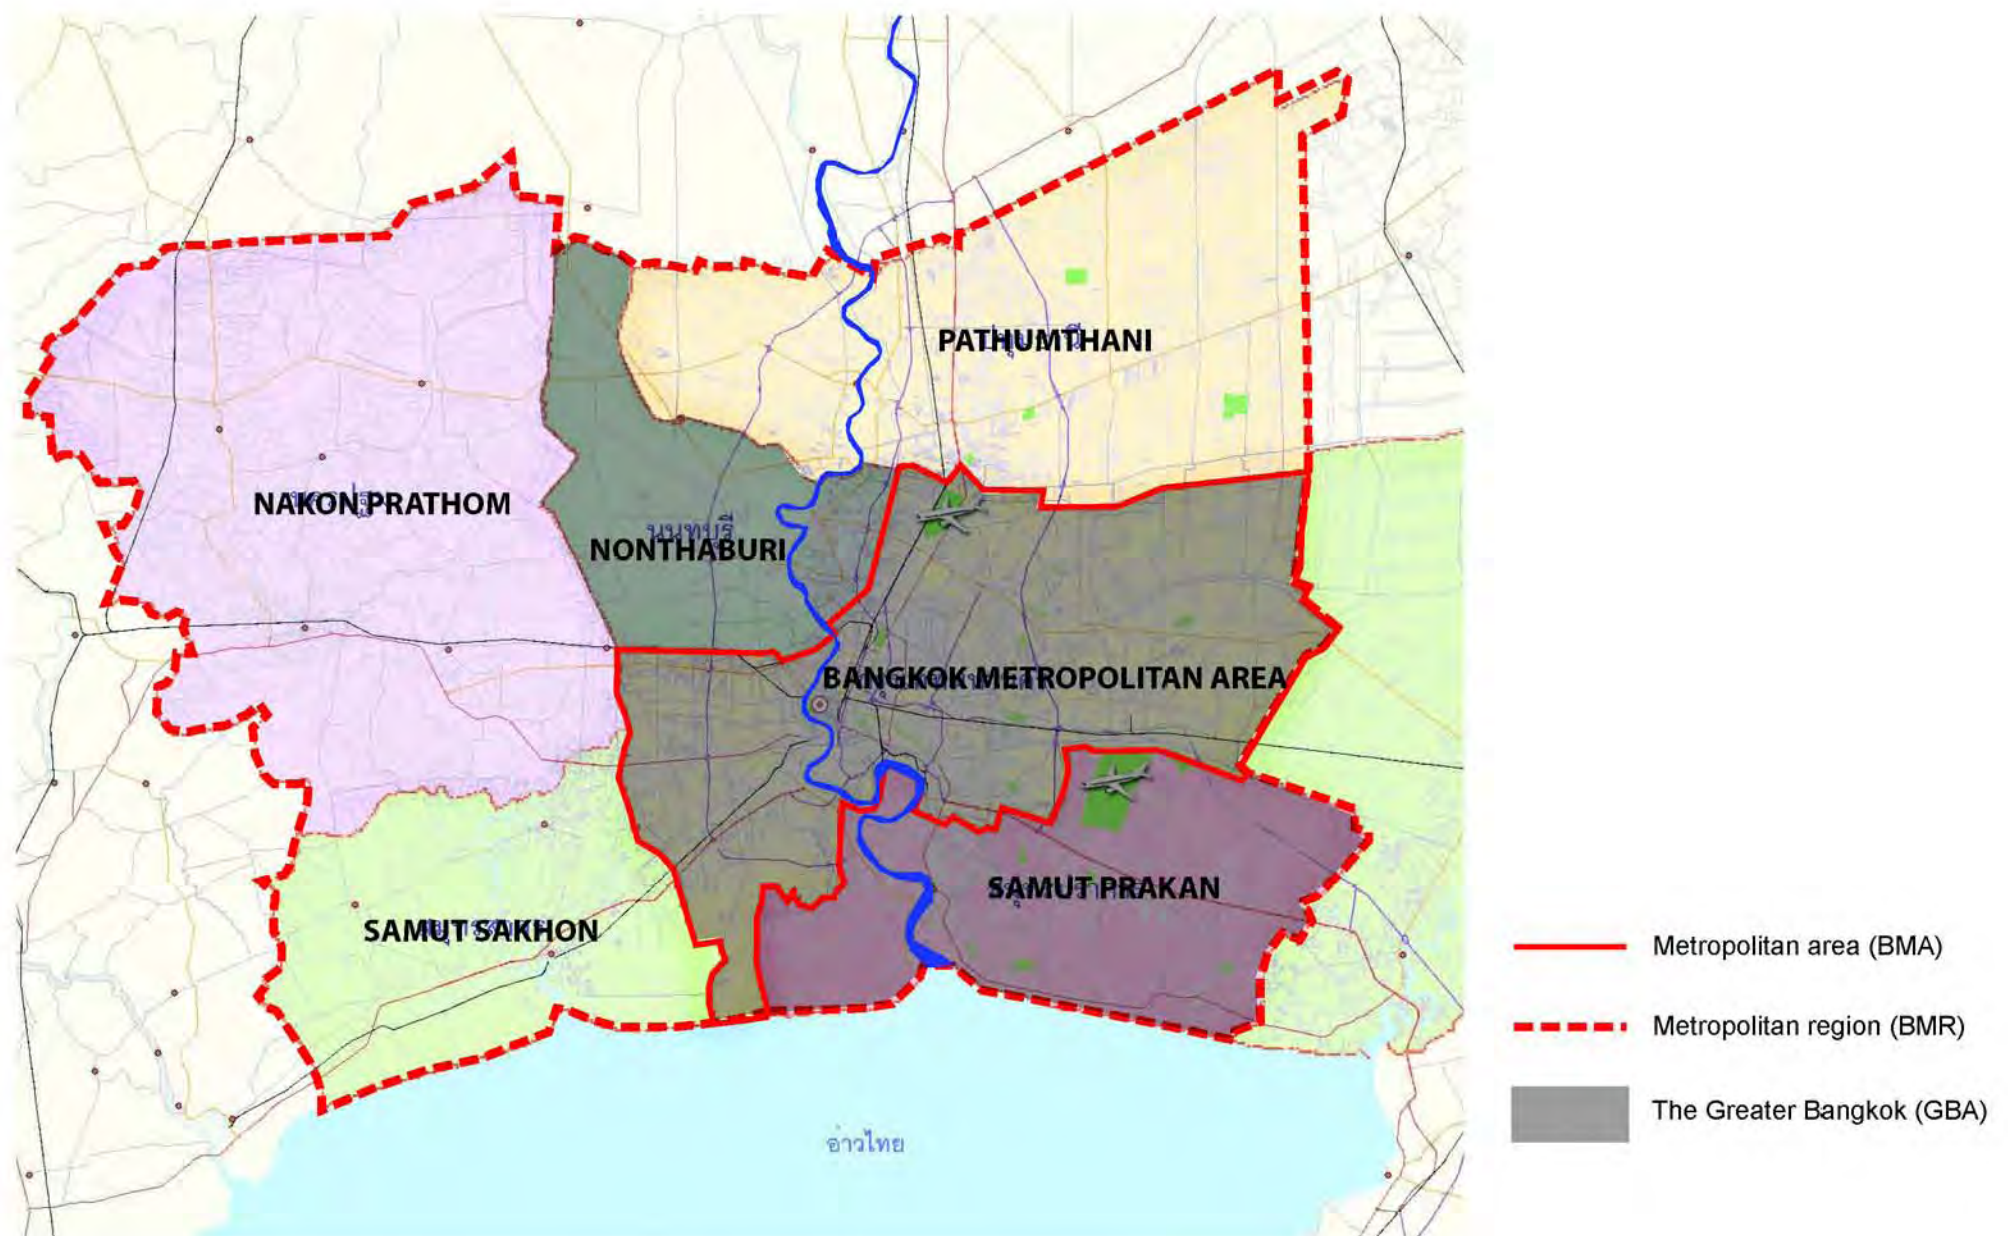 PATHUMTHANI
NAKON PRATHOM
นนทบุรี
NONTHABURI
BANGKOK METROPOLITAN AREA
SAMUT PRAKAN
SAMUT SAKHON
Metropolitan area (BMA)
Metropolitan region (BMR)
The Greater Bangkok (GBA)
อ่าวไทย